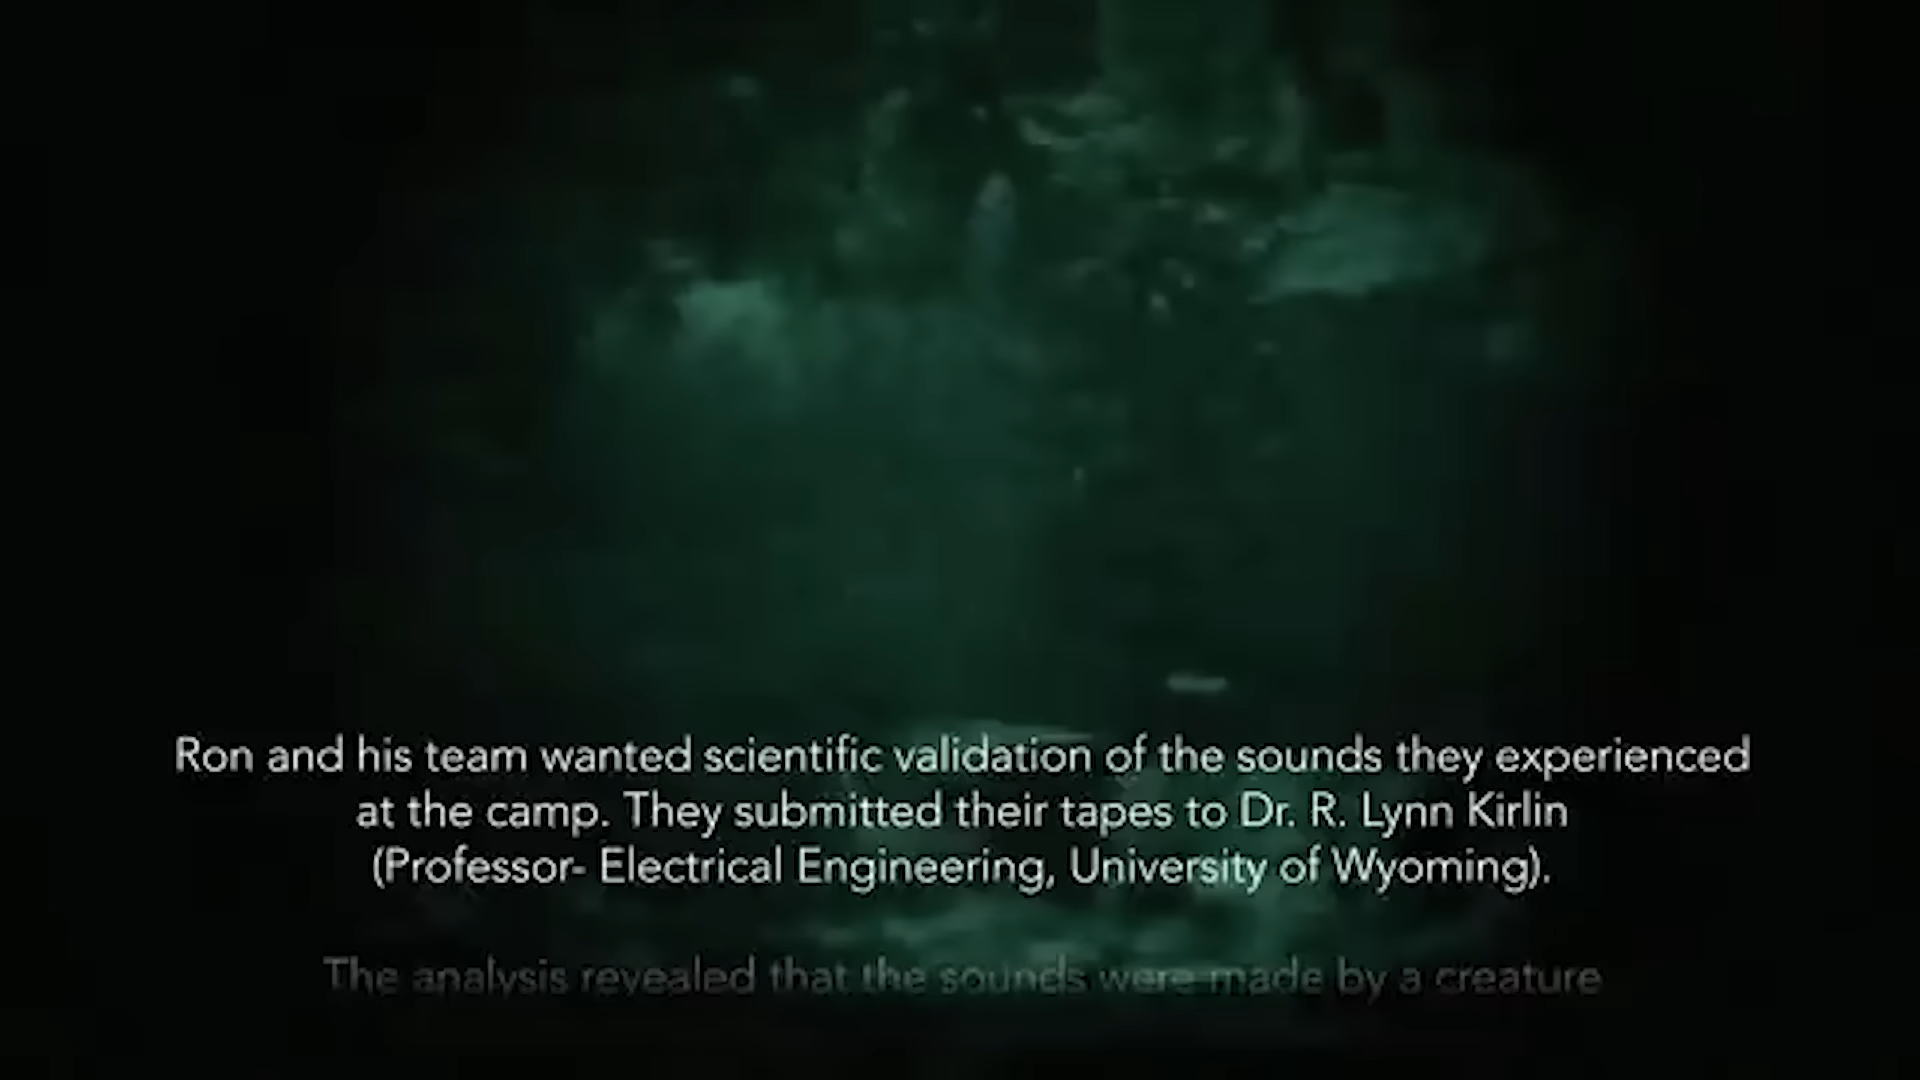 Ron and his team wanted scientific validation of the sounds they experienced
at the camp. They submitted their tapes to Dr. R. Lynn Kirlin
(Professor- Electrical Engineering, University of Wyoming).
The analysis revealed that the sounds were made by a creature